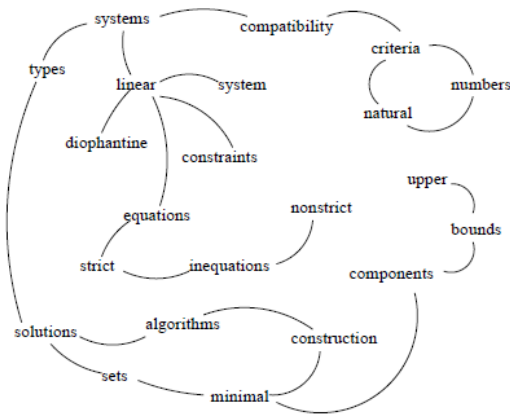 systems
compatibility
criteria
types
linear
system
numbers
natural
diophantine
constraints
upper
equations
nonstrict
bounds
strict
inequations
components
solutions
algorithms
construction
sets
minimal